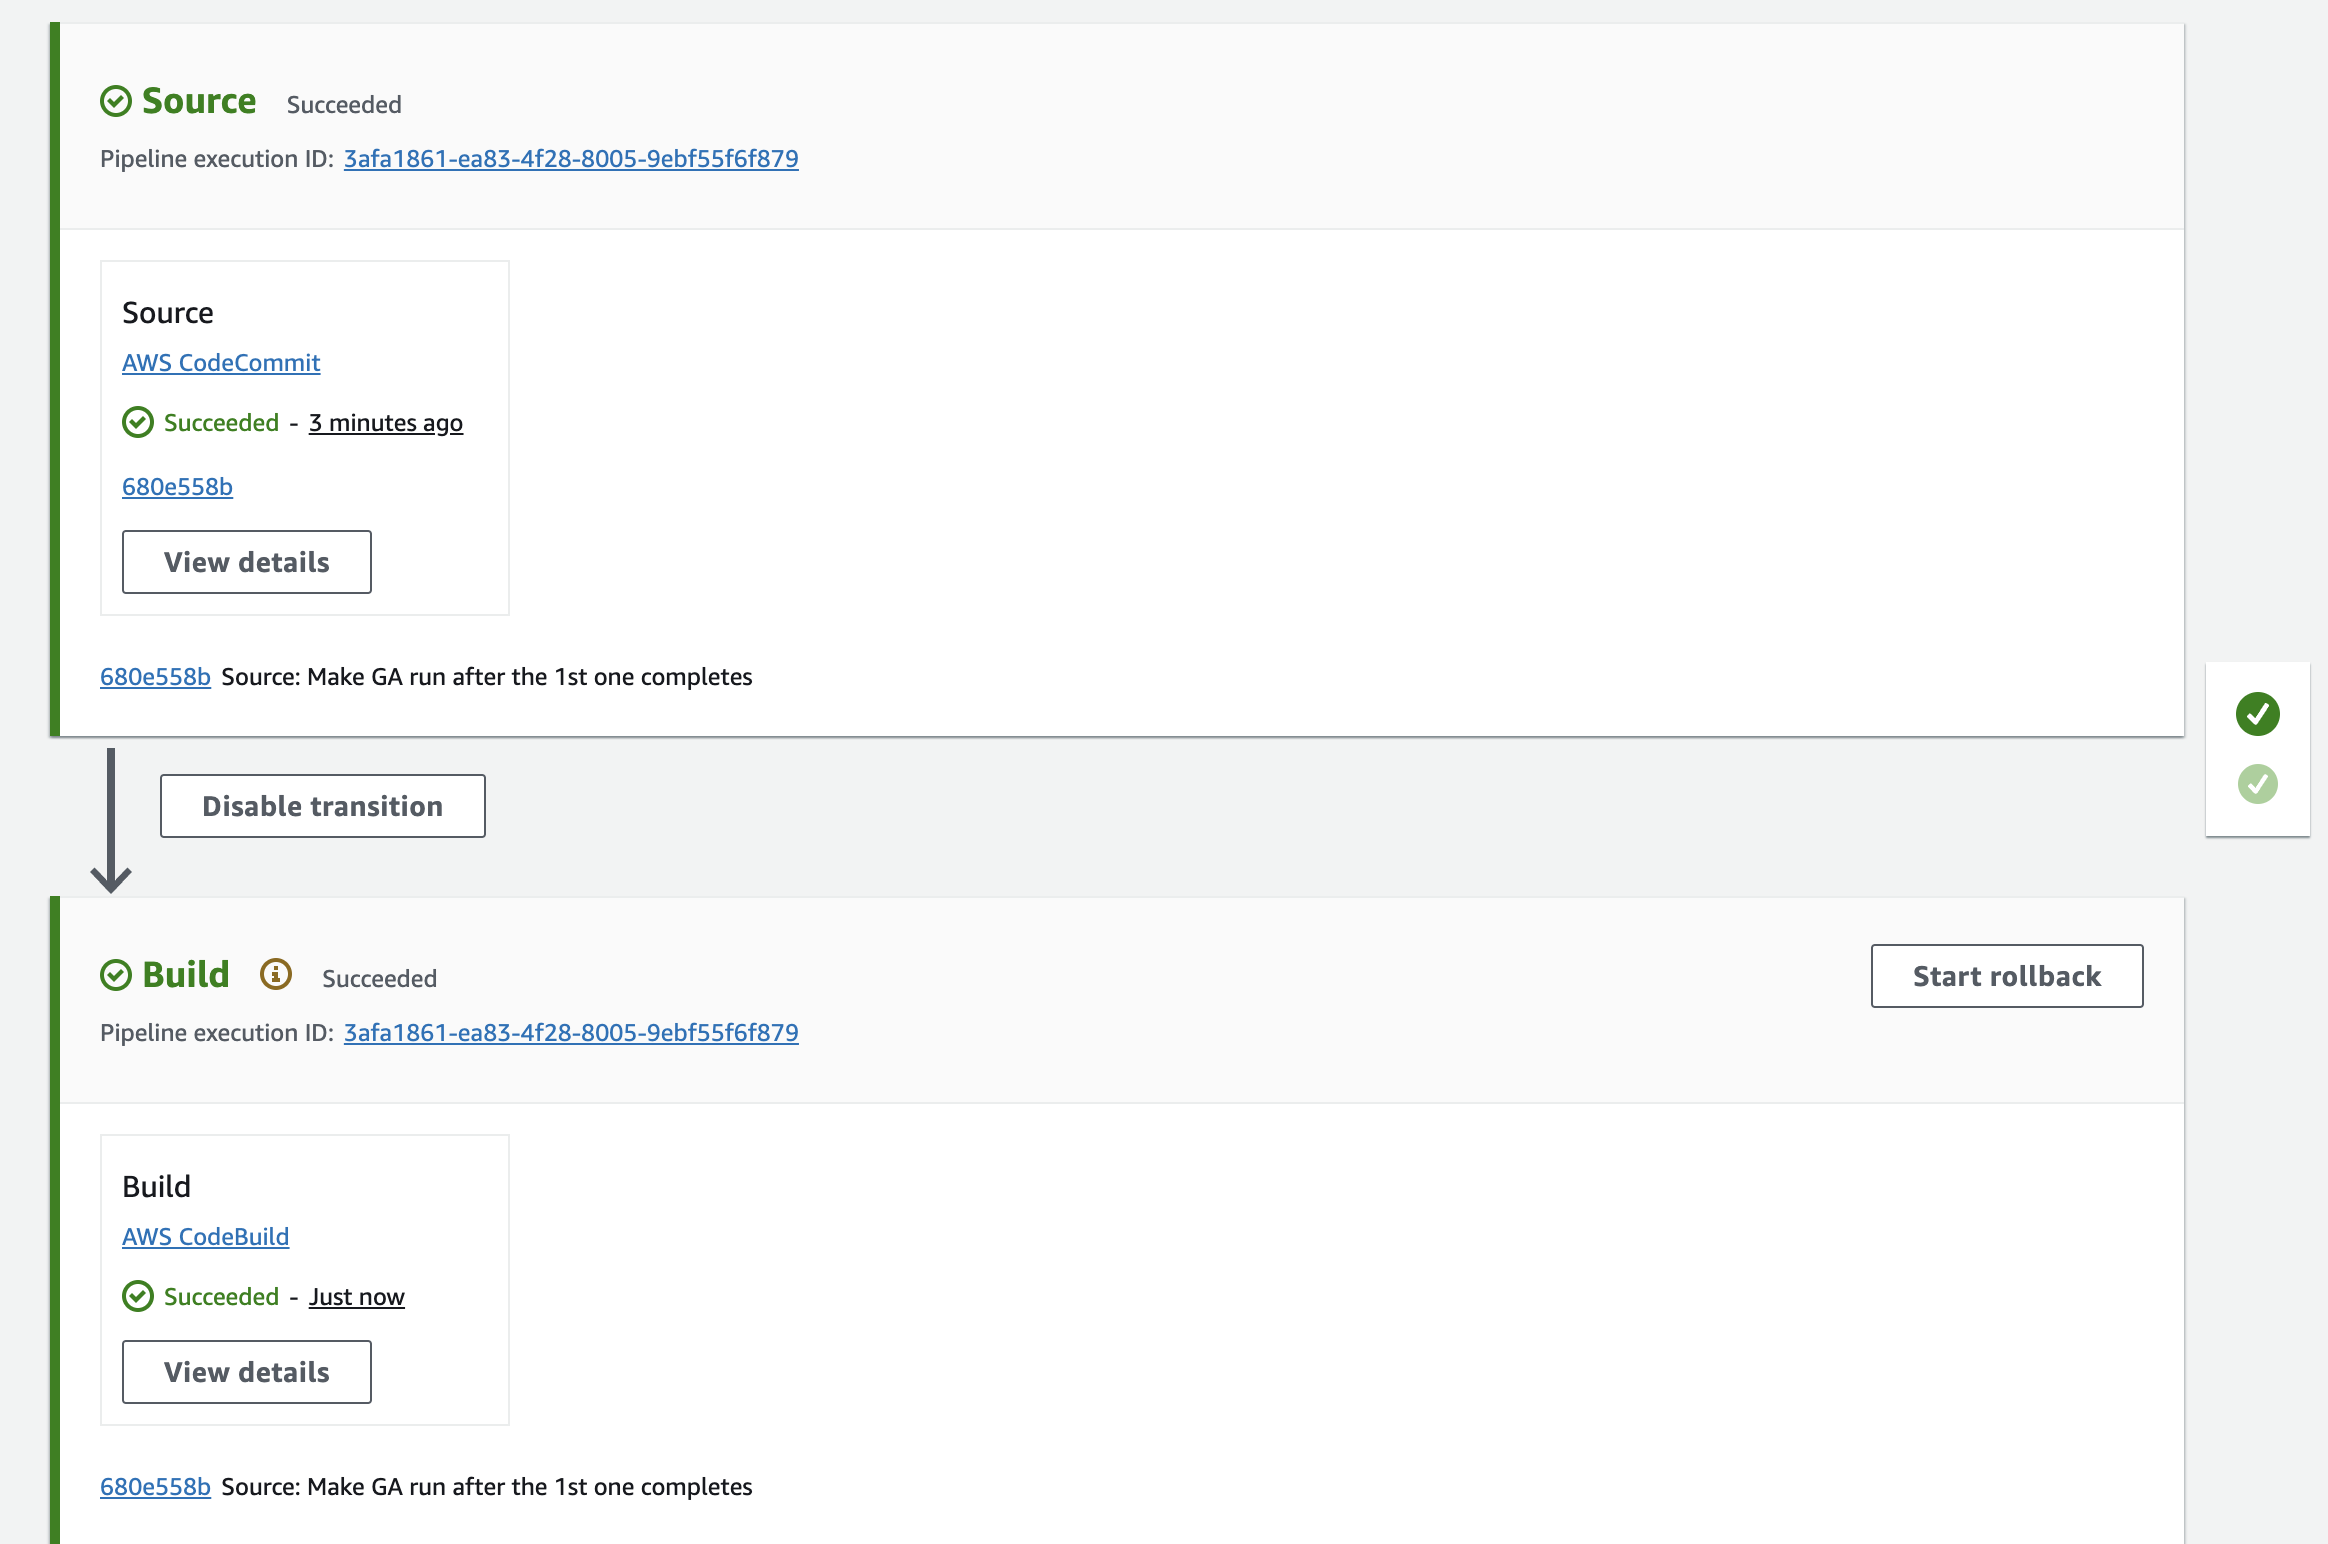 Source Succeeded
Pipeline execution ID: 3afa1861-ea83-4f28-8005-9ebf55f6f879
Source
AWS CodeCommit
Succeeded - 3 minutes ago
680e558b
View details
680e558b Source: Make GA run after the 1st one completes
Disable transition
Build Succeeded
Start rollback
Pipeline execution ID: 3afa1861-ea83-4f28-8005-9ebf55f6f879
Build
AWS CodeBuild
Succeeded - Just now
View details
680e558b Source: Make GA run after the 1st one completes